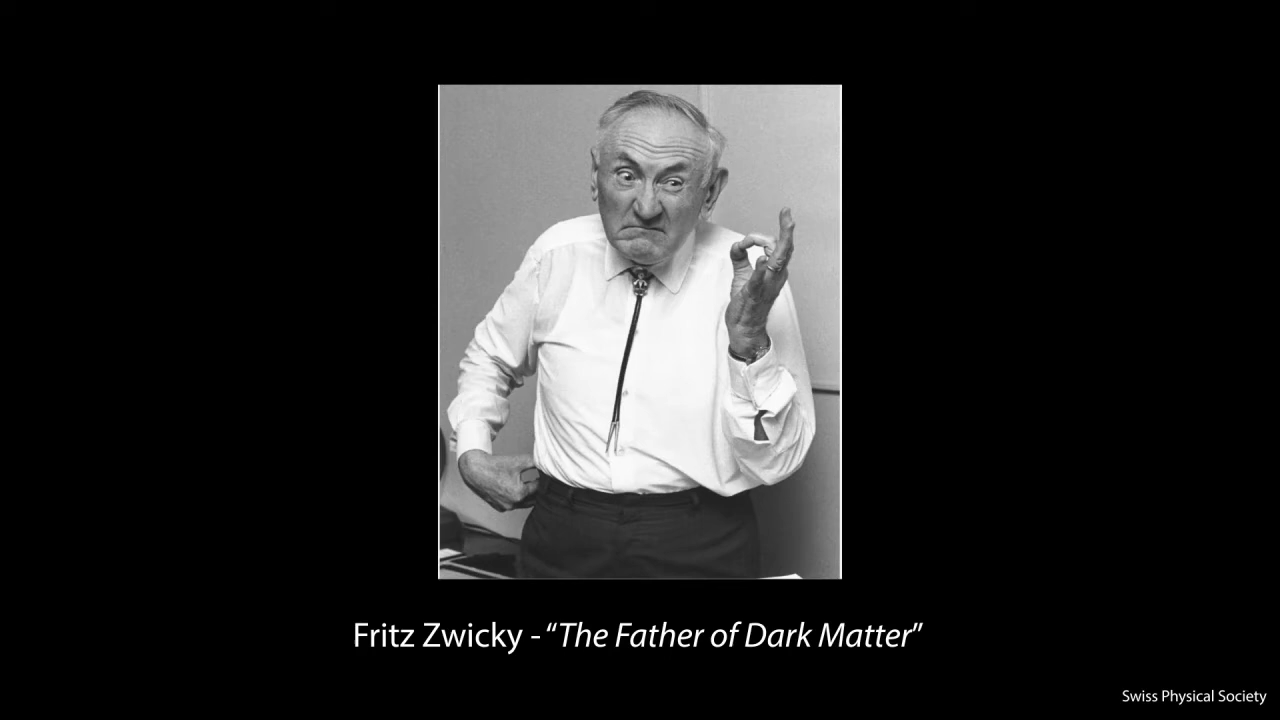 Fritz Zwicky - “The Father of Dark Matter”
Swiss Physical Society